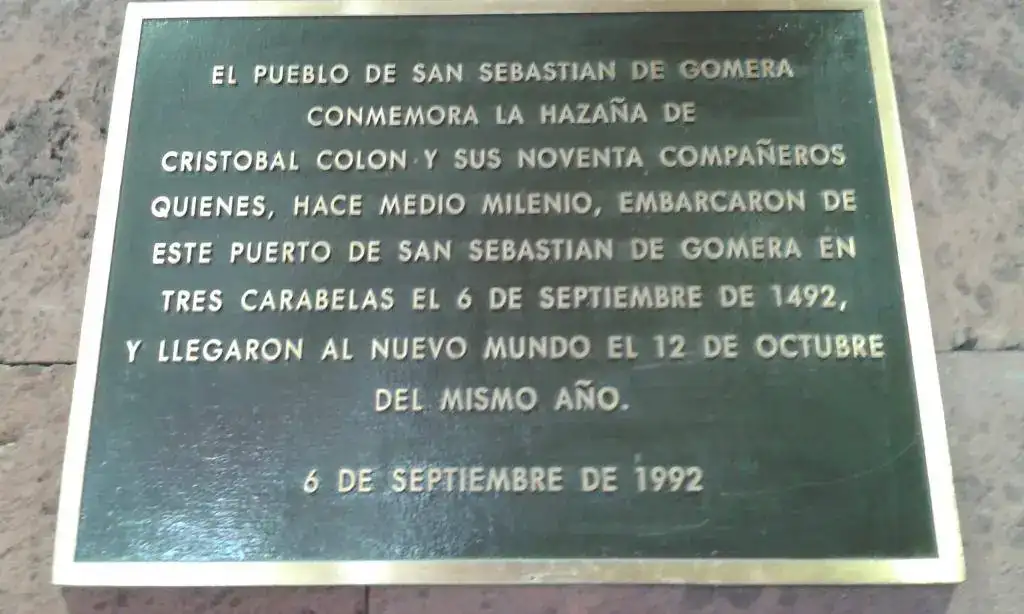 EL PUEBLO DE SAN SEBASTIAN DE GOMERA
CONMEMORA LA HAZAÑA DE
CRISTOBAL COLON Y SUS NOVENTA COMPAÑEROS
QUIENES, HACE MEDIO MILENIO, EMBARCARON DE
ESTE PUERTO DE SAN SEBASTIAN DE GOMERA EN
TRES CARABELAS EL 6 DE SEPTIEMBRE DE 1492,
Y LLEGARON AL NUEVO MUNDO EL 12 DE OCTUBRE
DEL MISMO AÑO.
6 DE SEPTIEMBRE DE 1992